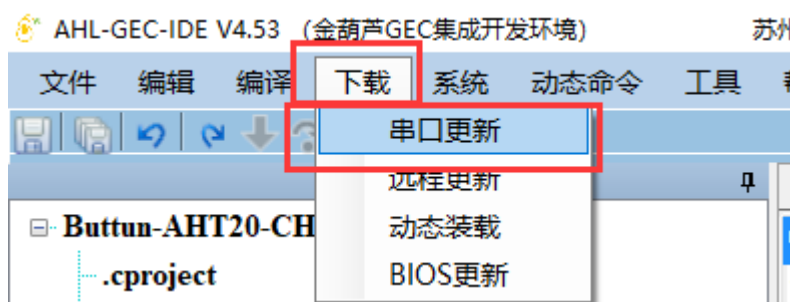 AHL-GEC-IDE V4.53 (金葫芦GEC集成开发环境) 苏
文件 编辑 编译 下载 系统 动态命令 工具
串口更新
远程更新
Buttun-AHT20-CH
动态装载
.cproject
BIOS更新